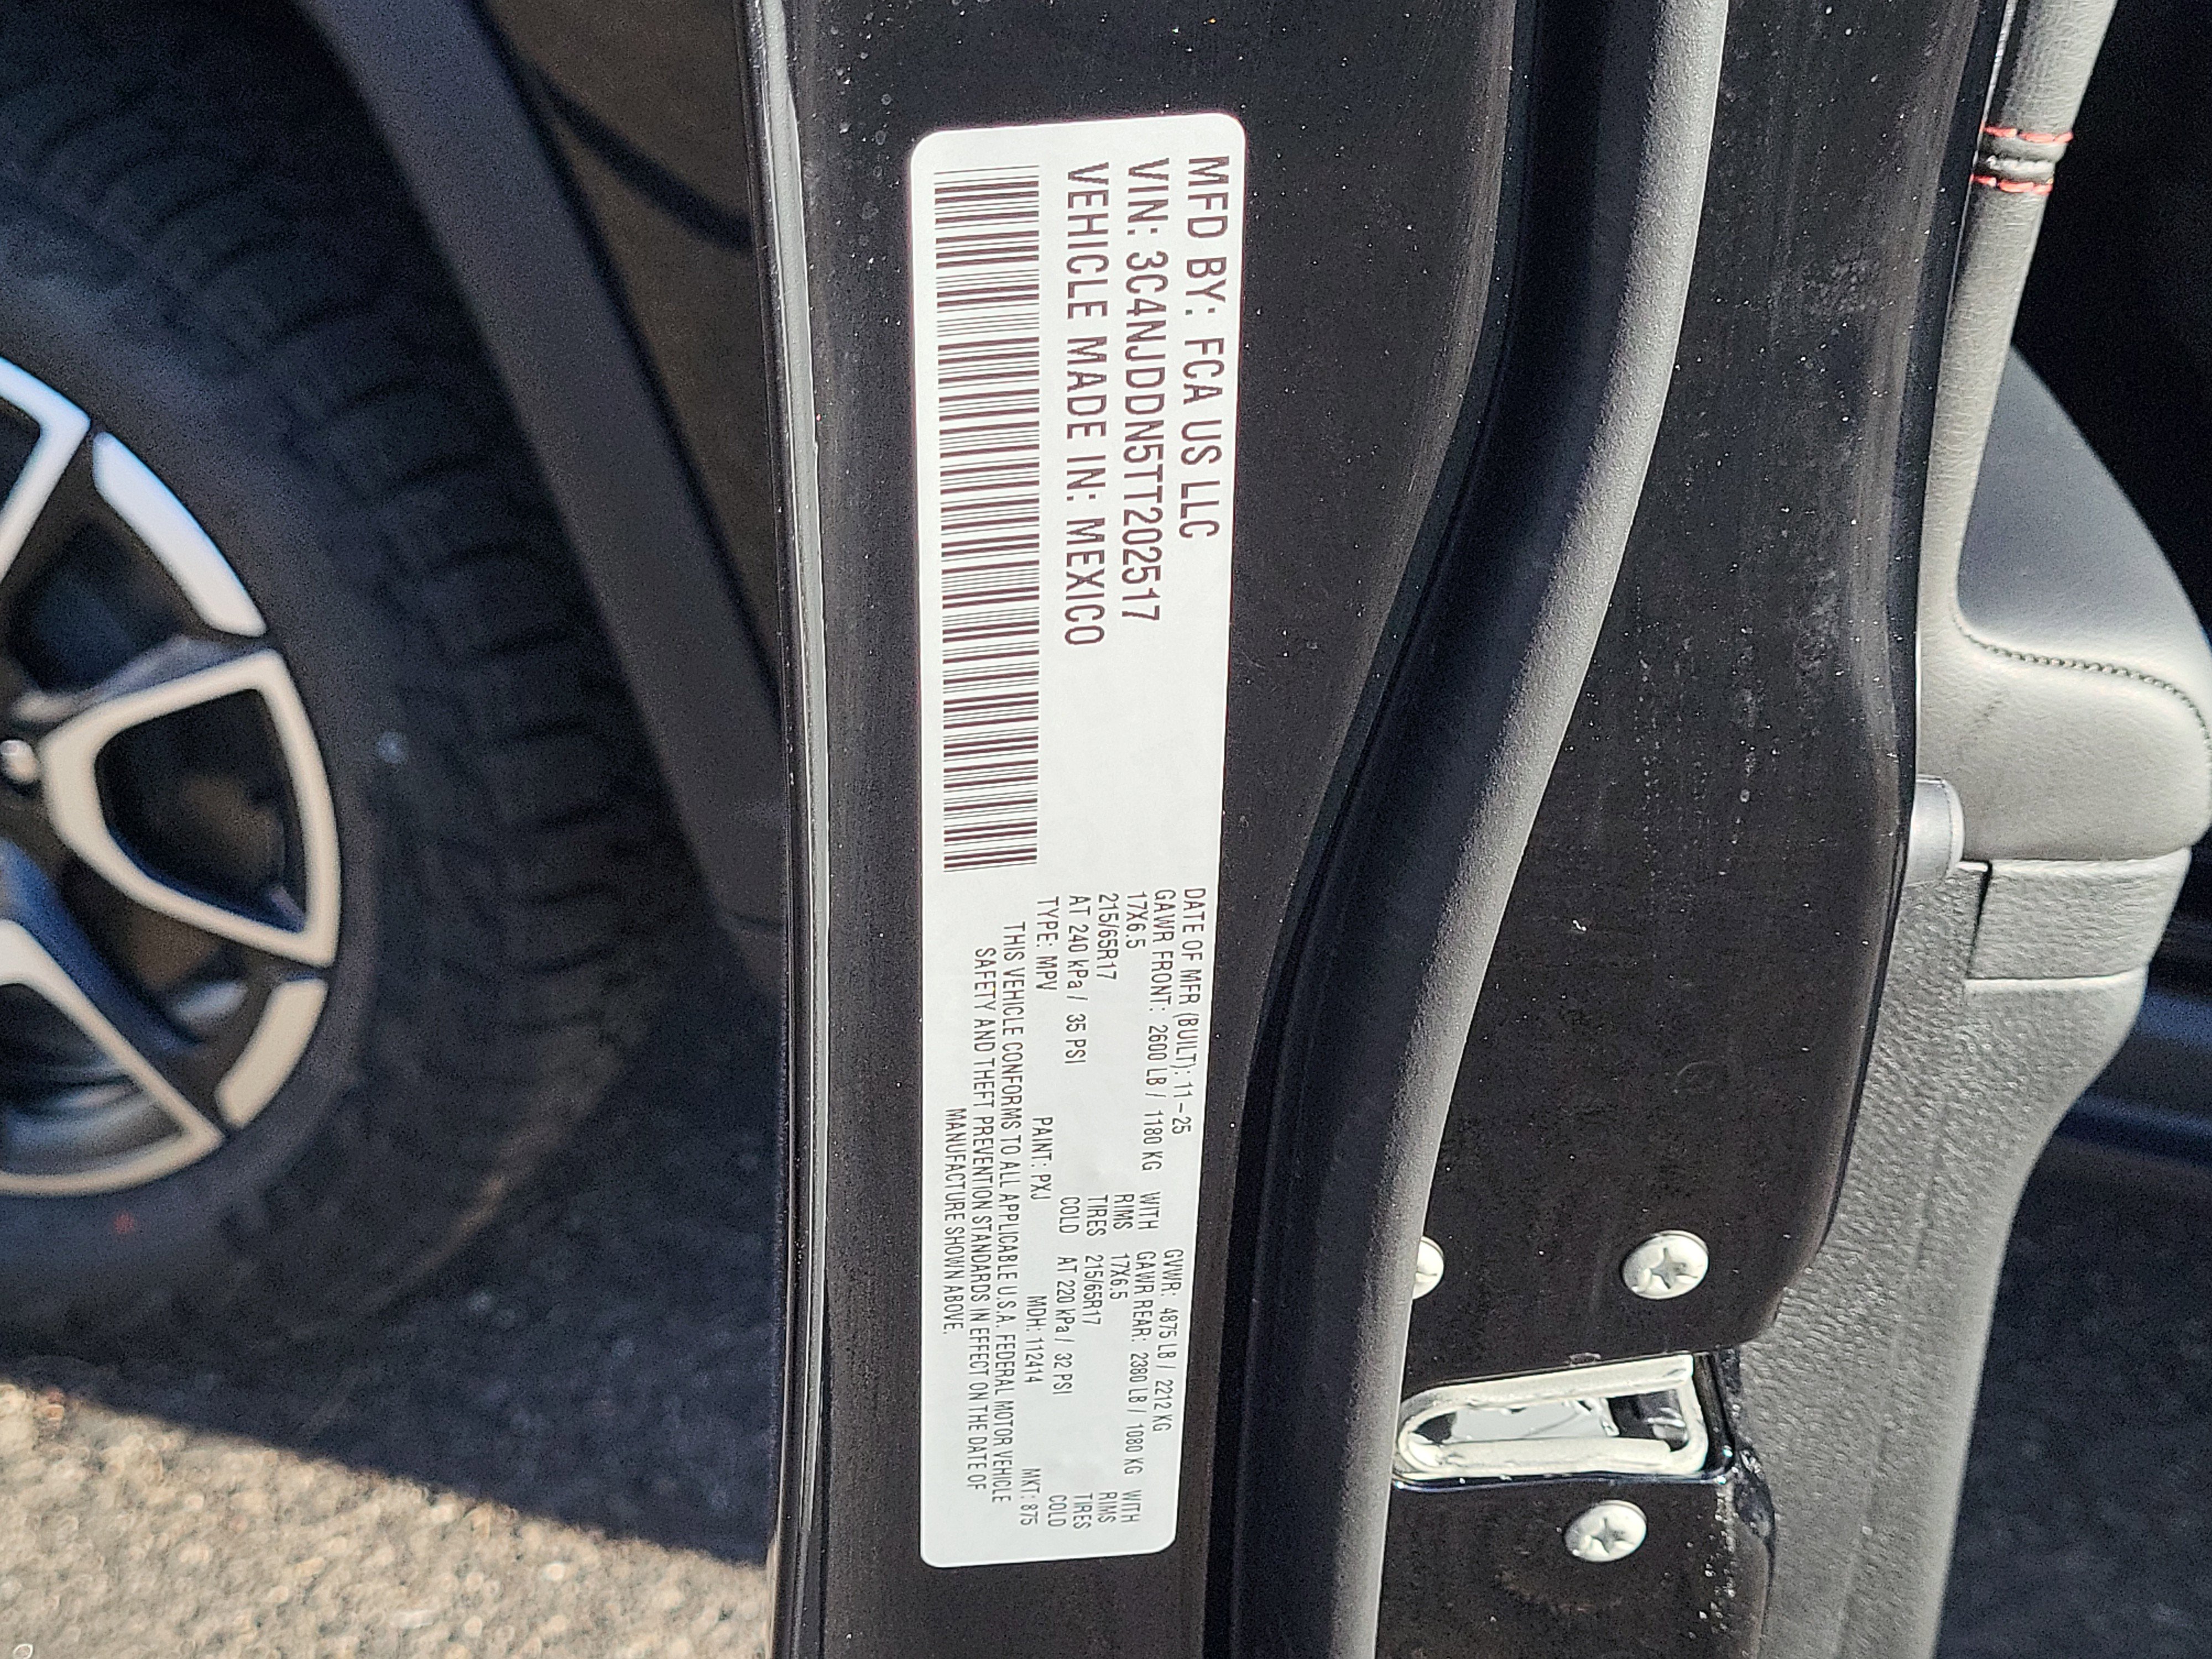 MFD BY: FCA US LLC
VIN: 3C4NJDDN5TT202517
VEHICLE MADE IN: MEXICO
DATE OF MFR (BUILT): 11-25 GVWR: 4875 LB / 2212 KG
GAWR FRONT: 2600 LB / 1180 KG WITH GAWR REAR: 2380 LB / 1080 KG WITH
17X6.5 RIMS 17X6.5 RIMS
215/65R17 TIRES 215/65R17 TIRES
AT 240 kPa / 35 PSI COLD AT 220 kPa / 32 PSI COLD
TYPE: MPV PAINT: PXJ MDH: 112414 MKT: 875
THIS VEHICLE CONFORMS TO ALL APPLICABLE U.S.A. FEDERAL MOTOR VEHICLE
SAFETY AND THEFT PREVENTION STANDARDS IN EFFECT ON THE DATE OF
MANUFACTURE SHOWN ABOVE.